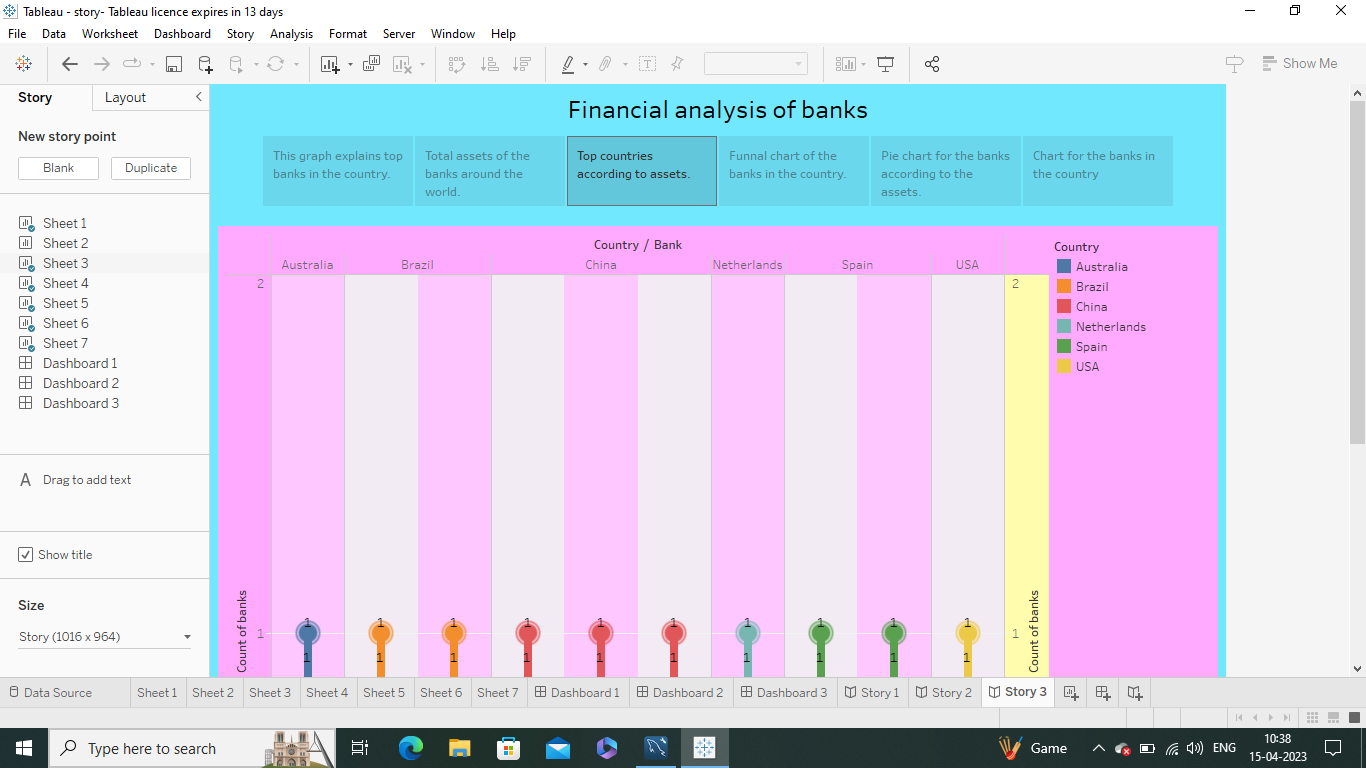 Tableau - story- Tableau licence expires in 13 days
File Data Worksheet Dashboard Story Analysis Format Server Window Help
Show Me
Story Layout
New story point
Blank Duplicate
Sheet 1
Sheet 2
Sheet 3
Sheet 4
Sheet 5
Sheet 6
Sheet 7
Dashboard 1
Dashboard 2
Dashboard 3
A Drag to add text
Show title
Size
Story (1016 x 964)
Financial analysis of banks
This graph explains top
banks in the country.
Total assets of the
banks around the
world.
Top countries
according to assets.
Funnal chart of the
banks in the country.
Pie chart for the banks
according to the
assets.
Chart for the banks in
the country
Country / Bank
Australia Brazil China Netherlands Spain USA
2 2
Count of banks
1 1 1 1 1 1 1 1 1 1 1 1
1 1 1 1 1 1 1 1 1 1
Count of banks
Country
Australia
Brazil
China
Netherlands
Spain
USA
Data Source Sheet 1 Sheet 2 Sheet 3 Sheet 4 Sheet 5 Sheet 6 Sheet 7 Dashboard 1 Dashboard 2 Dashboard 3 Story 1 Story 2 Story 3
Type here to search
Game
ENG
10:38
15-04-2023